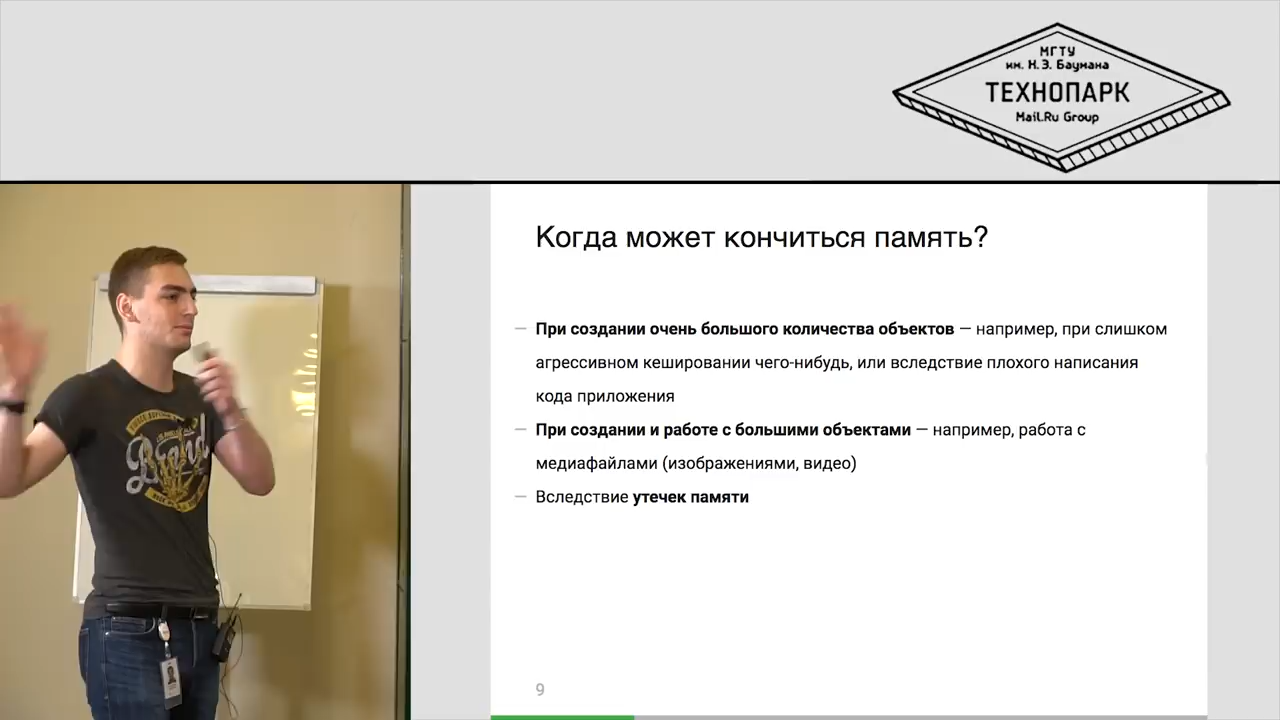 МГТУ
им. Н.Э. Баумана
ТЕХНОПАРК
Mail.Ru Group
Когда может кончиться память?
— При создании очень большого количества объектов — например, при слишком
агрессивном кешировании чего-нибудь, или вследствие плохого написания
кода приложения
— При создании и работе с большими объектами — например, работа с
медиафайлами (изображениями, видео)
— Вследствие утечек памяти
9
Brand